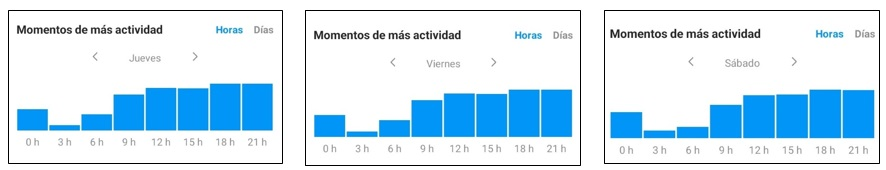 Momentos de más actividad Horas Días
< Jueves >
0 h 3 h 6 h 9 h 12 h 15 h 18 h 21 h
Momentos de más actividad Horas Días
< Viernes >
0 h 3 h 6 h 9 h 12 h 15 h 18 h 21 h
Momentos de más actividad Horas Días
< Sábado >
0 h 3 h 6 h 9 h 12 h 15 h 18 h 21 h